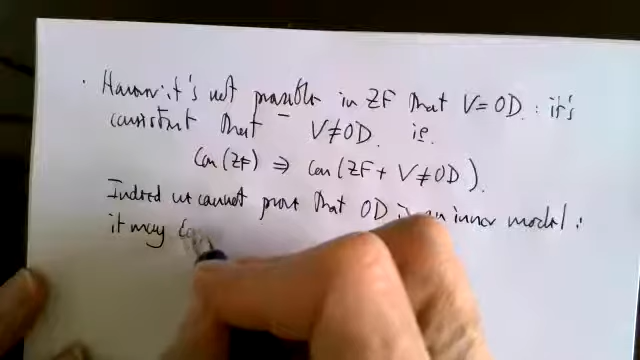 · However it's not provable in ZF that V=OD : it's
consistent that V≠OD. ie.
Con(ZF) ⇒ Con(ZF + V≠OD).
Indeed we cannot prove that OD is an inner model :
it may